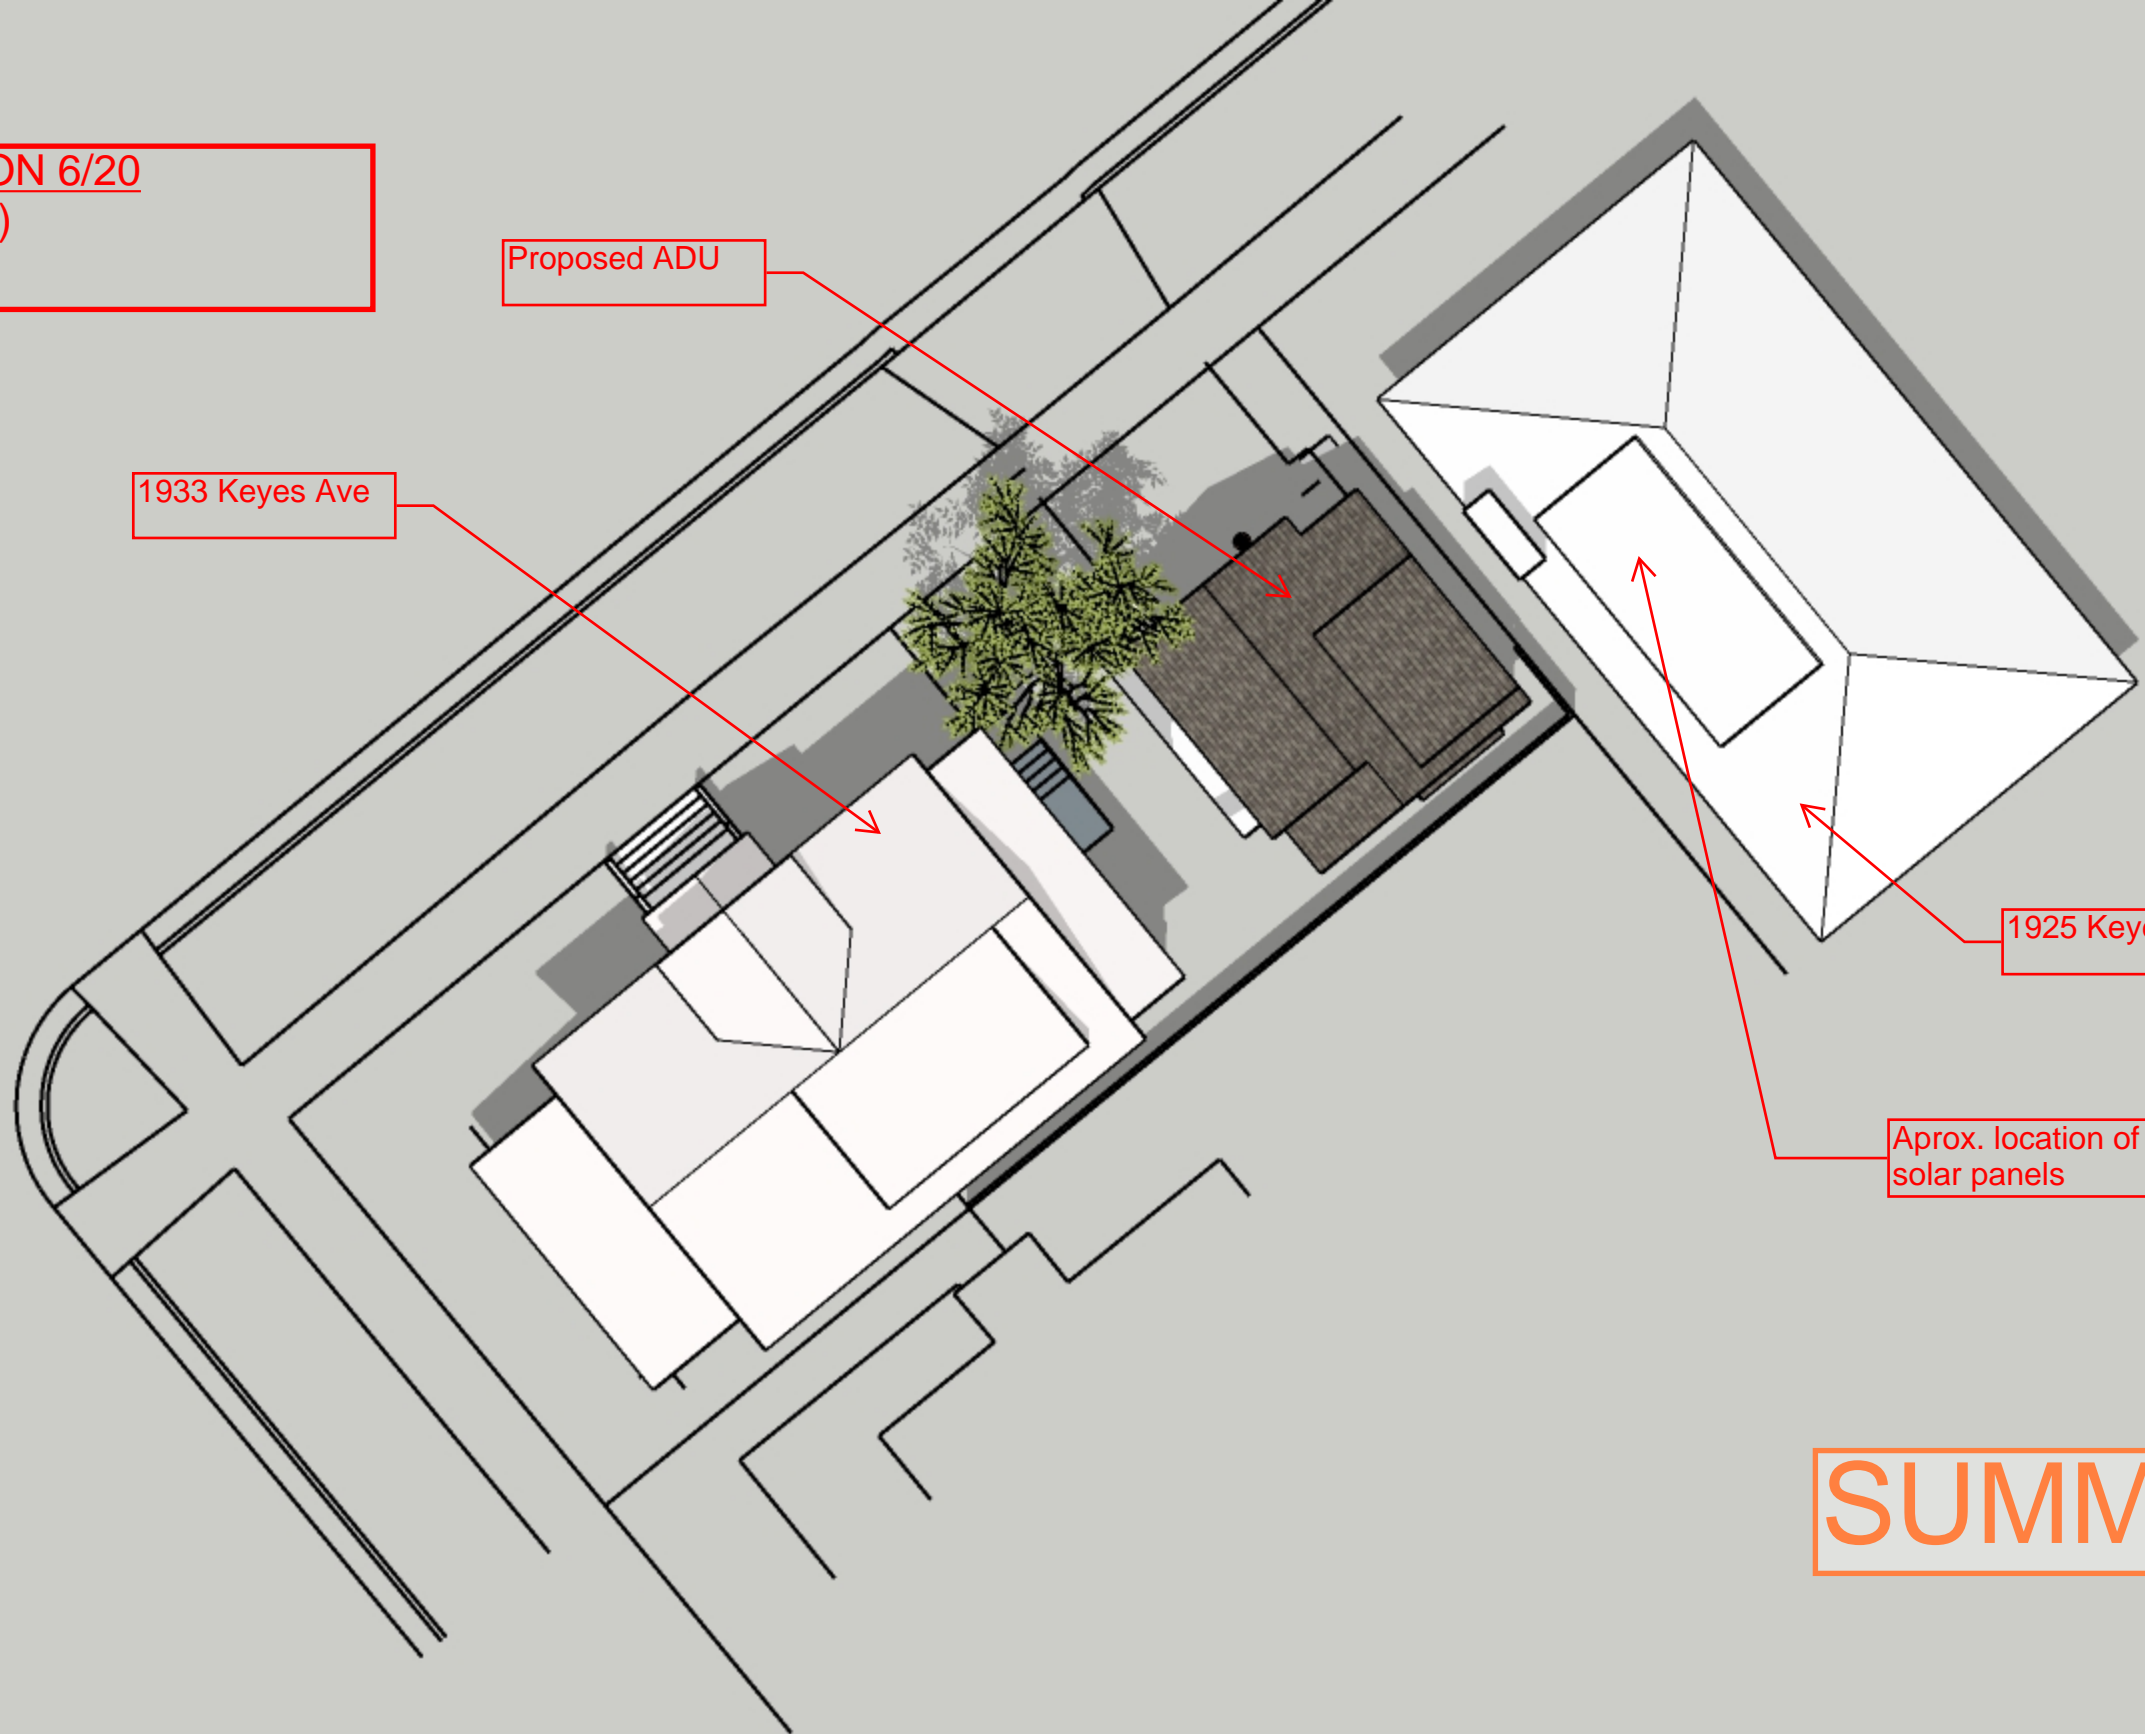 ON 6/20
)
Proposed ADU
1933 Keyes Ave
1925 Keye
Aprox. location of
solar panels
SUMM